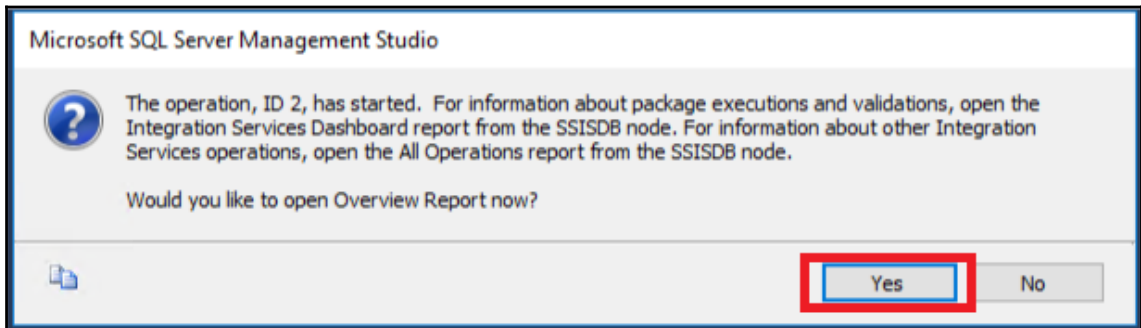 Microsoft SQL Server Management Studio
The operation, ID 2, has started. For information about package executions and validations, open the
Integration Services Dashboard report from the SSISDB node. For information about other Integration
Services operations, open the All Operations report from the SSISDB node.
Would you like to open Overview Report now?
Yes
No